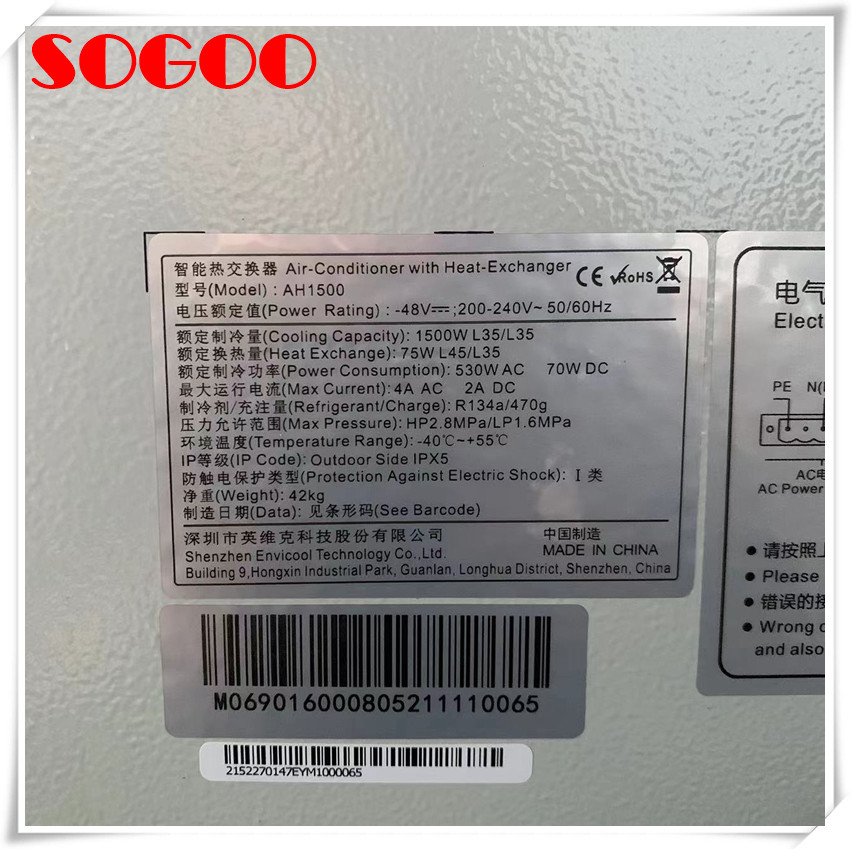 SOGOO
智能热交换器 Air-Conditioner with Heat-Exchanger
CE RoHS
型号(Model) : AH1500
电压额定值(Power Rating) : -48V⎓;200-240V~ 50/60Hz
额定制冷量(Cooling Capacity): 1500W L35/L35
额定换热量(Heat Exchange): 75W L45/L35
额定制冷功率(Power Consumption): 530W AC 70W DC
最大运行电流(Max Current): 4A AC 2A DC
制冷剂/充注量(Refrigerant/Charge): R134a/470g
压力允许范围(Max Pressure): HP2.8MPa/LP1.6MPa
环境温度(Temperature Range): -40℃~+55℃
IP等级(IP Code): Outdoor Side IPX5
防触电保护类型(Protection Against Electric Shock): I 类
净重(Weight): 42kg
制造日期(Data): 见条形码(See Barcode)
深圳市英维克科技股份有限公司 中国制造
Shenzhen Envicool Technology Co.,Ltd. MADE IN CHINA
Building 9,Hongxin Industrial Park, Guanlan, Longhua District, Shenzhen, China
M069016000805211110065
2152270147EYM1000065
电气
Elect
PE N(
AC电
AC Power
• 请按照上
• Please
• 错误的接
• Wrong
and also